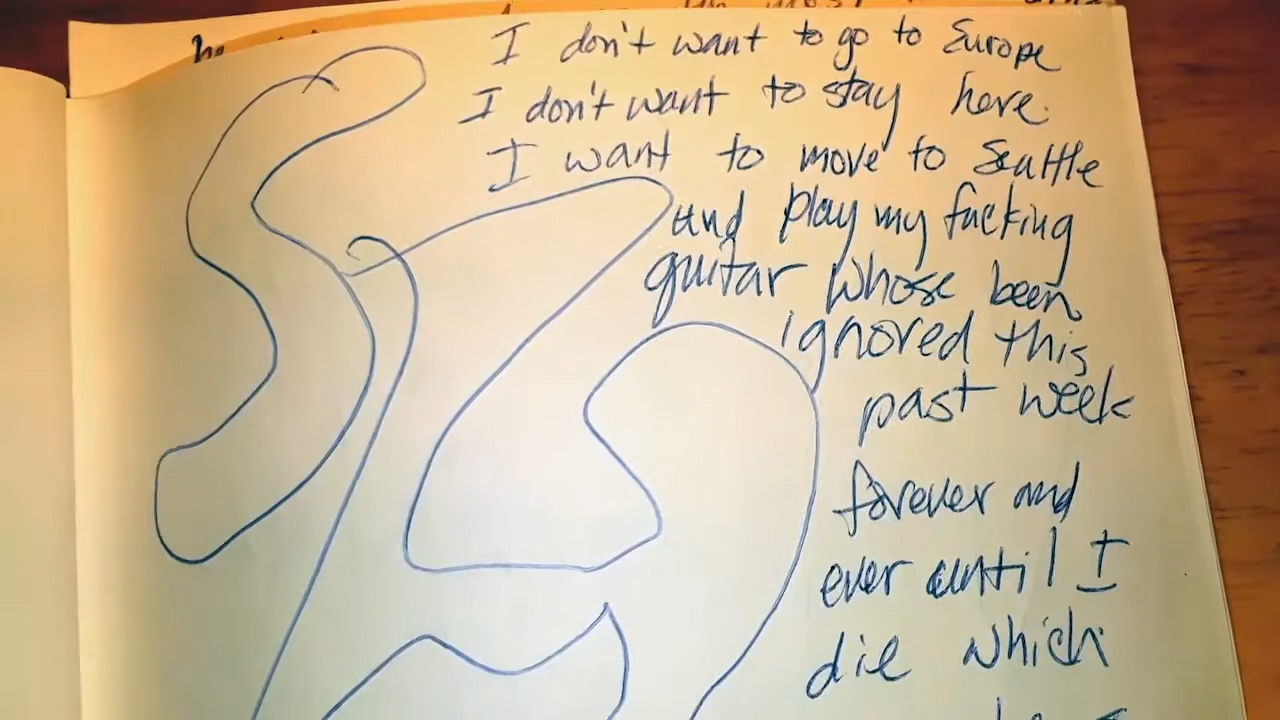 I don't want to go to Europe
I don't want to stay here.
I want to move to Seattle
and play my fucking
guitar whose been
ignored this
past week
forever and
ever until I
die which